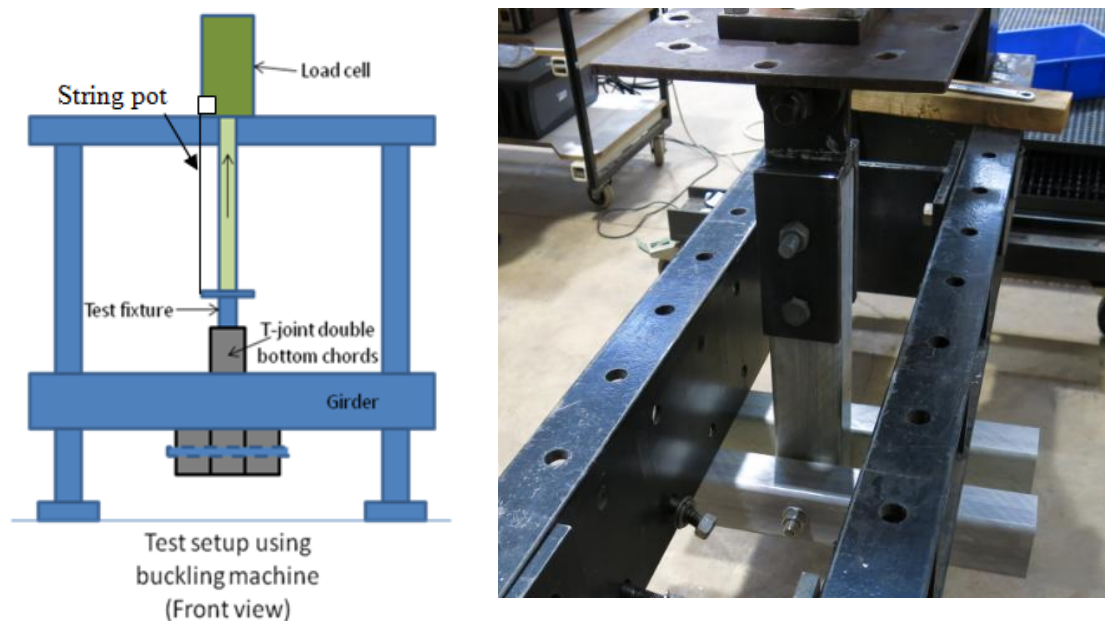 Load cell
String pot
Test fixture
T-joint double
bottom chords
Girder
Test setup using
buckling machine
(Front view)